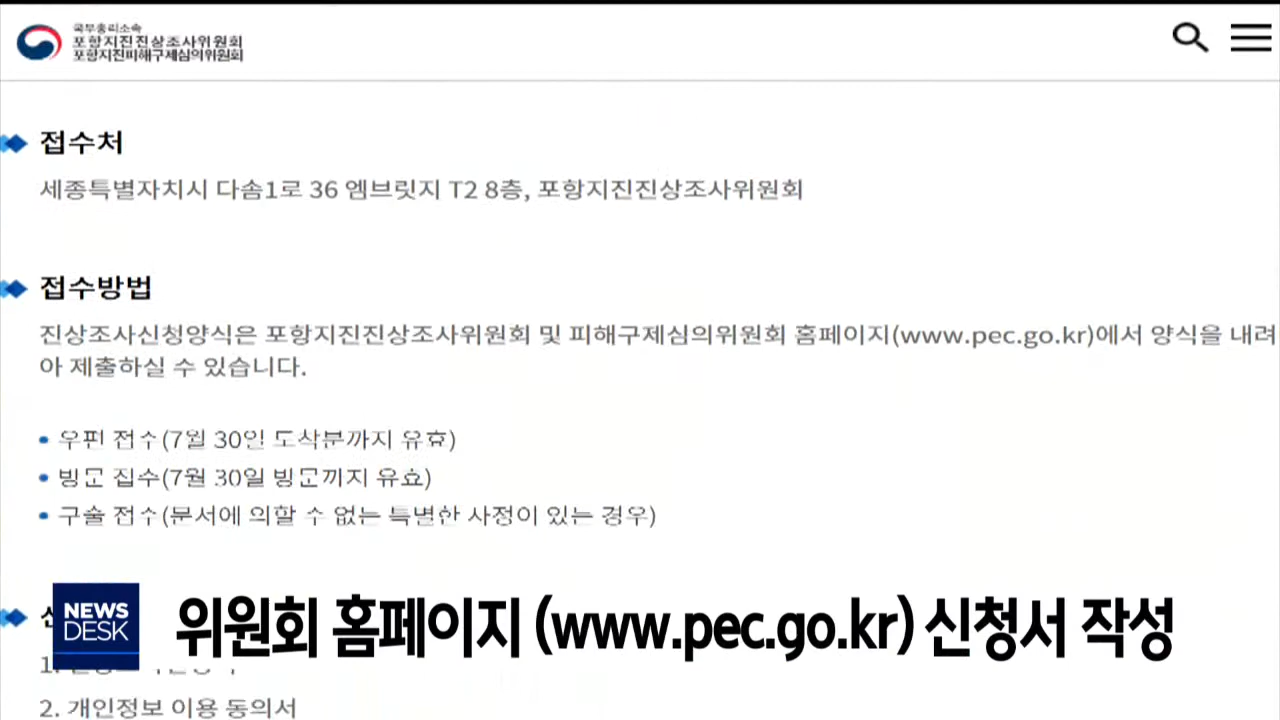 국무총리소속
포항지진진상조사위원회
포항지진피해구제심의위원회
접수처
세종특별자치시 다솜1로 36 엠브릿지 T2 8층, 포항지진진상조사위원회
접수방법
진상조사신청양식은 포항지진진상조사위원회 및 피해구제심의위원회 홈페이지(www.pec.go.kr)에서 양식을 내려
아 제출하실 수 있습니다.
우편 접수(7월 30일 도착분까지 유효)
방문 접수(7월 30일 방문까지 유효)
구술 접수(문서에 의할 수 없는 특별한 사정이 있는 경우)
NEWS
DESK
위원회 홈페이지 (www.pec.go.kr) 신청서 작성
1.
2. 개인정보 이용 동의서